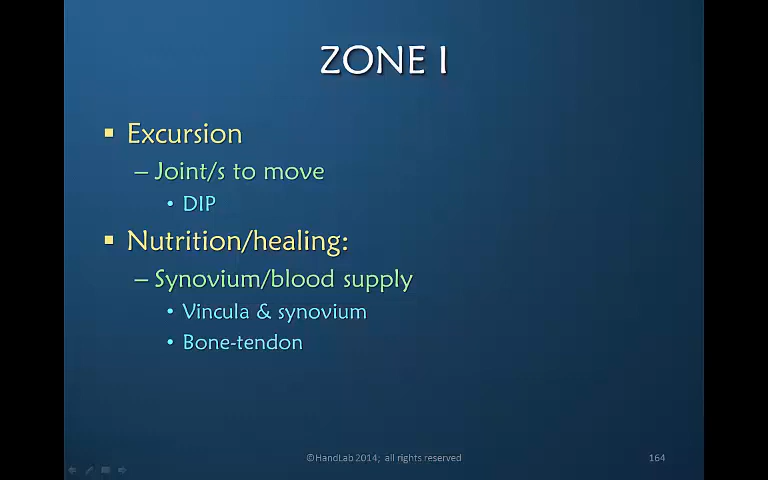 ZONE I
▪ Excursion
– Joint/s to move
• DIP
▪ Nutrition/healing:
– Synovium/blood supply
• Vincula & synovium
• Bone-tendon
©HandLab 2014; all rights reserved
164